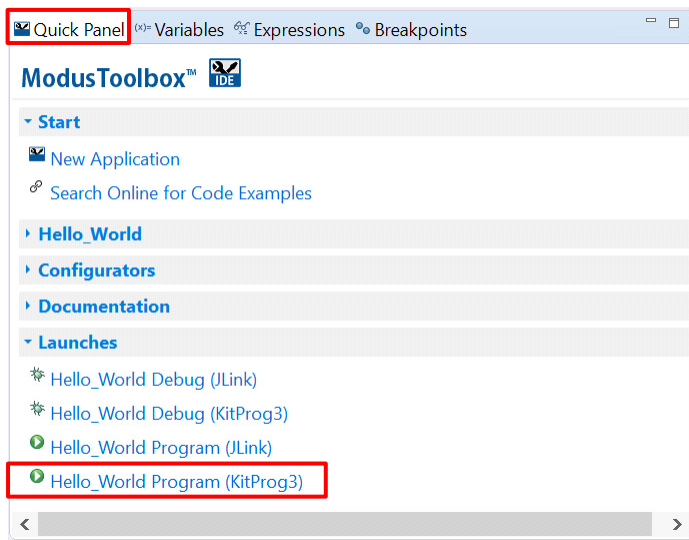 Quick Panel (x)= Variables Expressions Breakpoints
ModusToolbox™ IDE
Start
New Application
Search Online for Code Examples
Hello_World
Configurators
Documentation
Launches
Hello_World Debug (JLink)
Hello_World Debug (KitProg3)
Hello_World Program (JLink)
Hello_World Program (KitProg3)